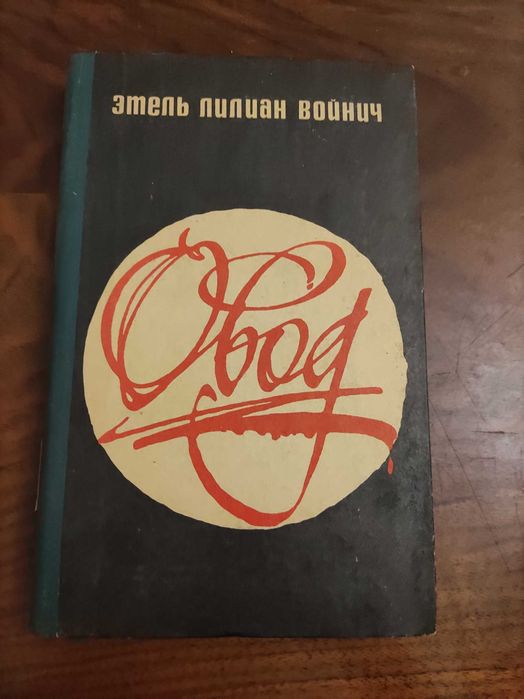 этель лилиан войнич
Овод